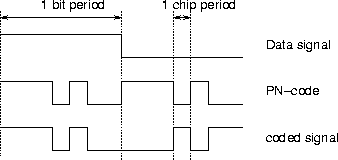 1 bit period
1 chip period
Data signal
PN−code
coded signal